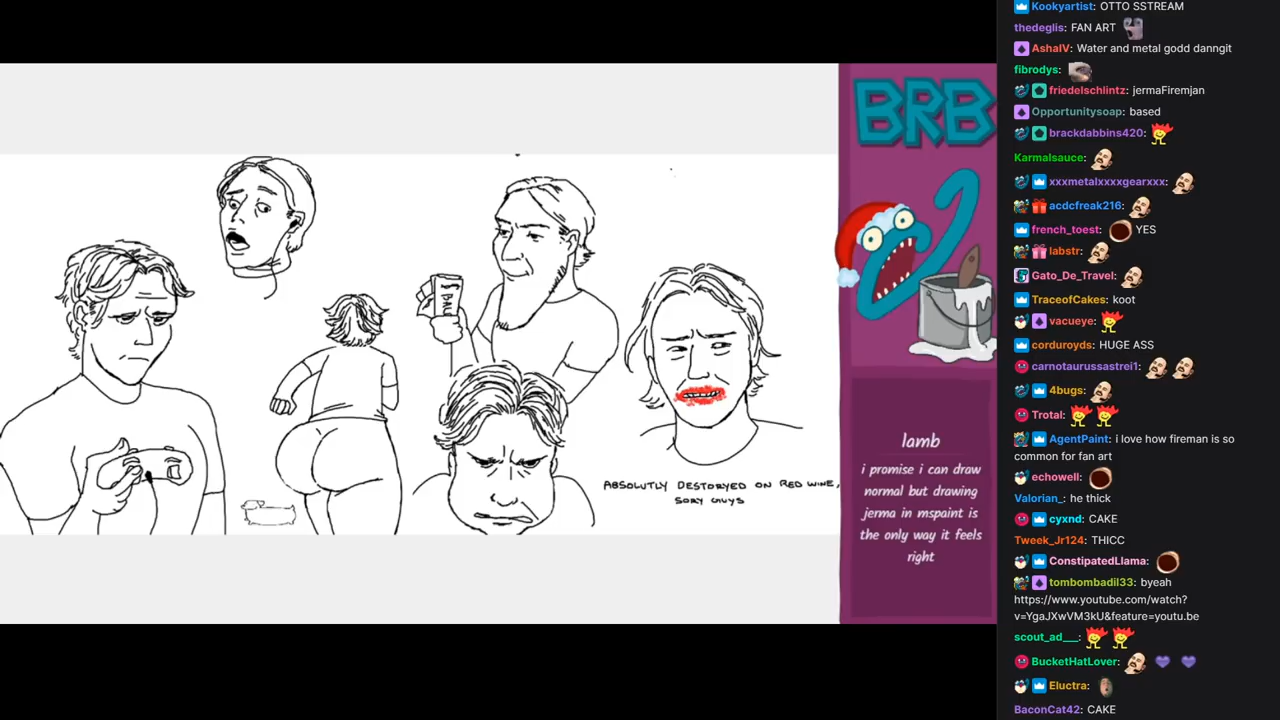 BRB
lamb
i promise i can draw
normal but drawing
jerma in mspaint is
the only way it feels
right
ABSOLUTLY DESTORYED ON RED WINE,
SORY GUYS
Kookyartist: OTTO SSTREAM
thedeglis: FAN ART
AshalV: Water and metal godd danngit
fibrodys:
friedelschlintz: jermaFiremjan
Opportunitysoap: based
brackdabbins420:
Karmalsauce:
xxxmetalxxxxgearxxx:
acdcfreak216:
french_toest: YES
labstr:
Gato_De_Travel:
TraceofCakes: koot
vacueye:
corduroyds: HUGE ASS
carnotaurussastrei1:
4bugs:
Trotal:
AgentPaint: i love how fireman is so
common for fan art
echowell:
Valorian_: he thick
cyxnd: CAKE
Tweek_Jr124: THICC
ConstipatedLlama:
tombombadil33: byeah
https://www.youtube.com/watch?
v=YgaJXwVM3kU&feature=youtu.be
scout_ad___:
BucketHatLover:
Eluctra:
BaconCat42: CAKE